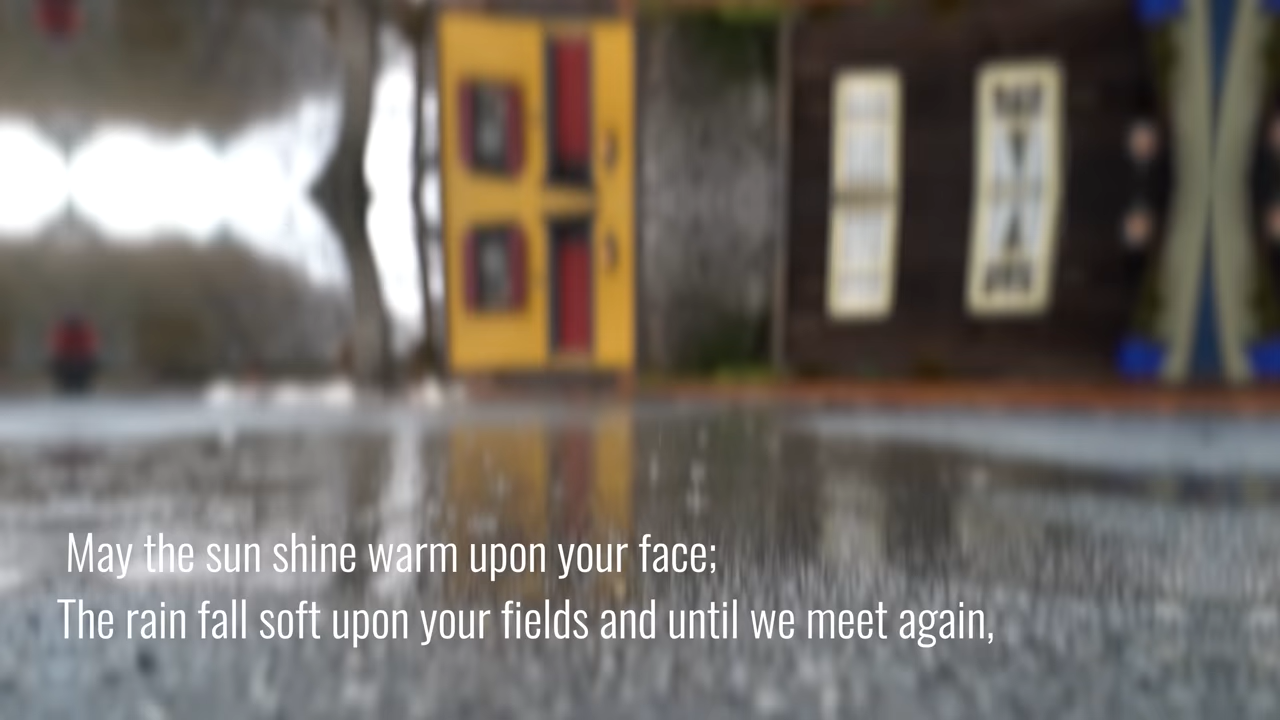 May the sun shine warm upon your face;
The rain fall soft upon your fields and until we meet again,